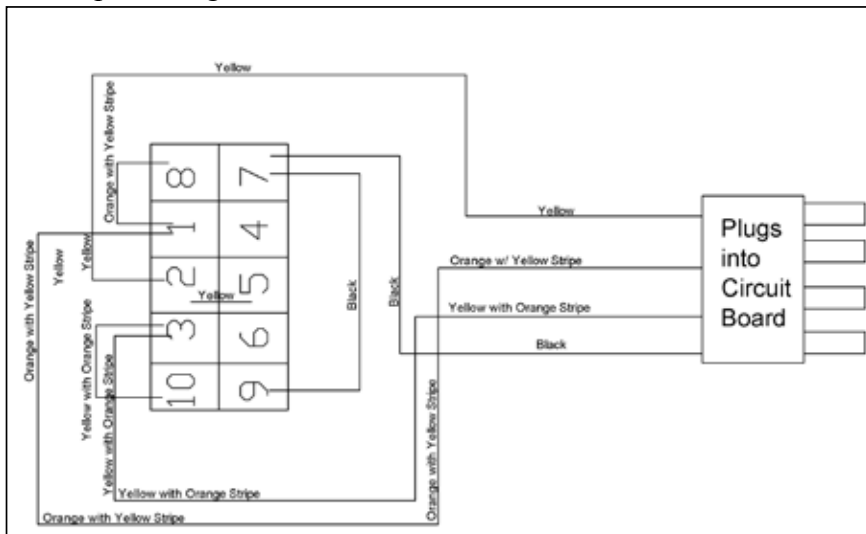 Yellow
Orange with Yellow Stripe
8
7
1
4
2
5
Yellow
3
6
10
9
Orange with Yellow Stripe
Yellow
Yellow
Yellow with Orange Stripe
Yellow with Orange Stripe
Black
Black
Yellow
Orange w/ Yellow Stripe
Yellow with Orange Stripe
Black
Plugs
into
Circuit
Board
Orange with Yellow Stripe
Yellow with Orange Stripe
Orange with Yellow Stripe